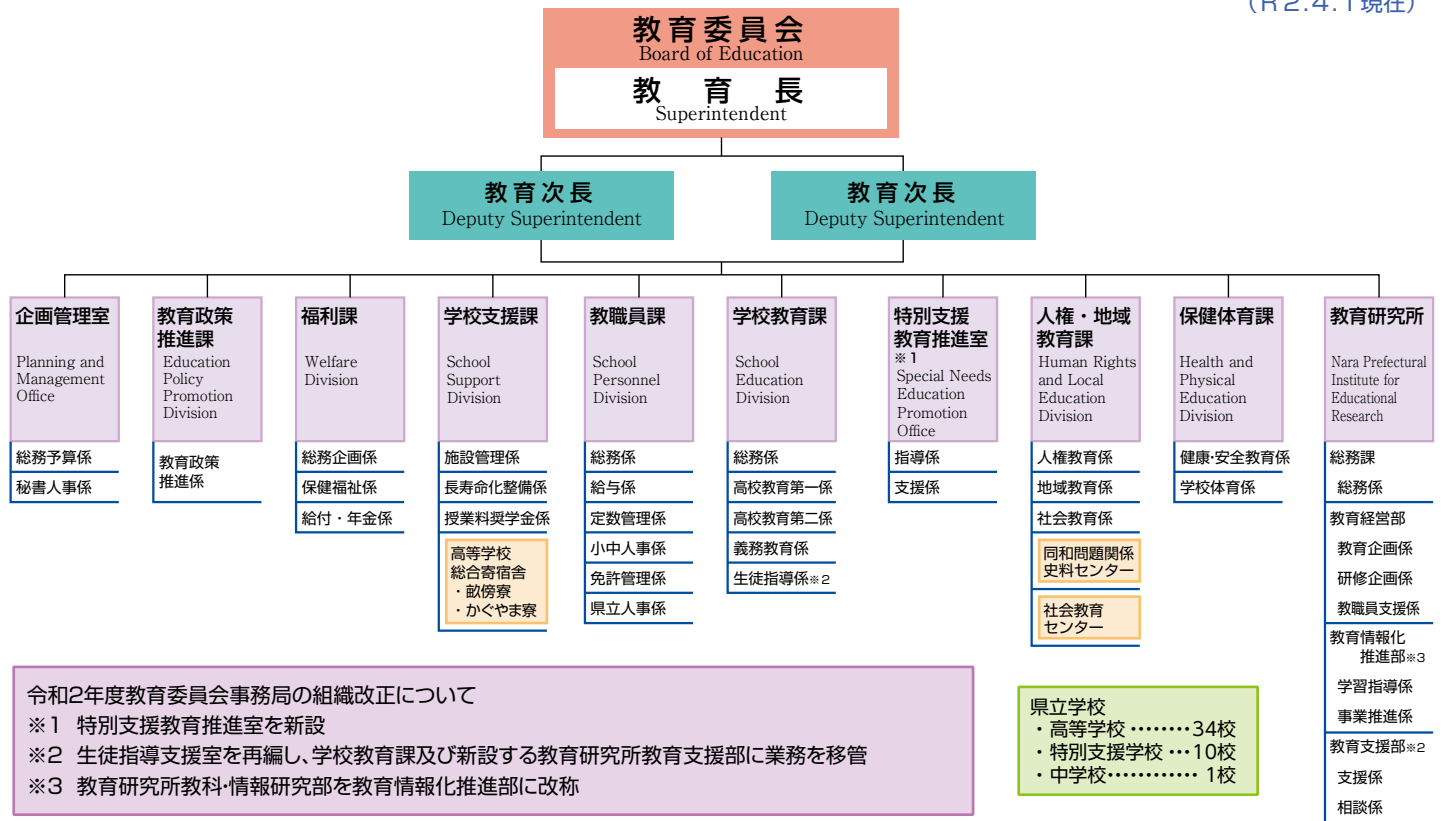 （R2.4.1現在）
教育委員会
Board of Education
教育長
Superintendent
教育次長
Deputy Superintendent
教育次長
Deputy Superintendent
企画管理室
Planning and
Management
Office
総務予算係
秘書人事係
教育政策
推進課
Education
Policy
Promotion
Division
教育政策
推進係
福利課
Welfare
Division
総務企画係
保健福祉係
給付・年金係
学校支援課
School
Support
Division
施設管理係
長寿命化整備係
授業料奨学金係
高等学校
総合寄宿舎
・畝傍寮
・かぐやま寮
教職員課
School
Personnel
Division
総務係
給与係
定数管理係
小中人事係
免許管理係
県立人事係
学校教育課
School
Education
Division
総務係
高校教育第一係
高校教育第二係
義務教育係
生徒指導係※2
特別支援
教育推進室
※1
Special Needs
Education
Promotion
Office
指導係
支援係
人権・地域
教育課
Human Rights
and Local
Education
Division
人権教育係
地域教育係
社会教育係
同和問題関係
史料センター
社会教育
センター
保健体育課
Health and
Physical
Education
Division
健康・安全教育係
学校体育係
教育研究所
Nara Prefectural
Institute for
Educational
Research
総務課
総務係
教育経営部
教育企画係
研修企画係
教職員支援係
教育情報化
推進部※3
学習指導係
事業推進係
教育支援部※2
支援係
相談係
令和2年度教育委員会事務局の組織改正について
※1 特別支援教育推進室を新設
※2 生徒指導支援室を再編し、学校教育課及び新設する教育研究所教育支援部に業務を移管
※3 教育研究所教科・情報研究部を教育情報化推進部に改称
県立学校
・高等学校 ‥‥‥‥34校
・特別支援学校 ‥‥10校
・中学校‥‥‥‥‥‥ 1校